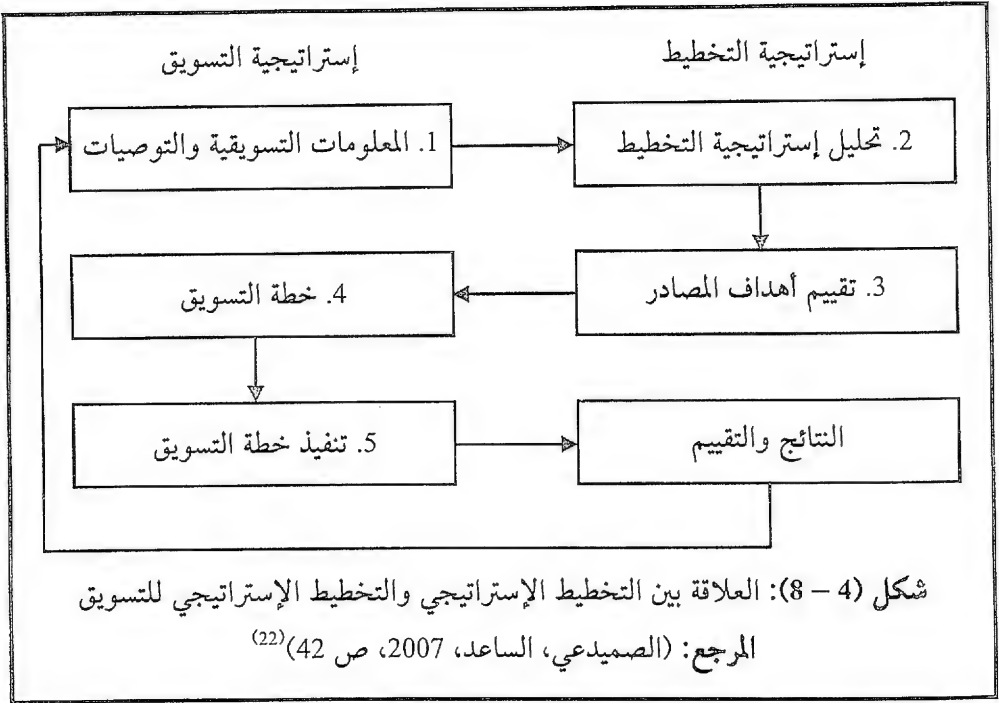 إستراتيجية التخطيط
إستراتيجية التسويق
1. المعلومات التسويقية والتوصيات
2. تحليل إستراتيجية التخطيط
3. تقييم أهداف المصادر
4. خطة التسويق
5. تنفيذ خطة التسويق
النتائج والتقييم
شكل (4 – 8): العلاقة بين التخطيط الإستراتيجي والتخطيط الإستراتيجي للتسويق
المرجع: (الصميدعي، الساعد، 2007، ص 42)(22)